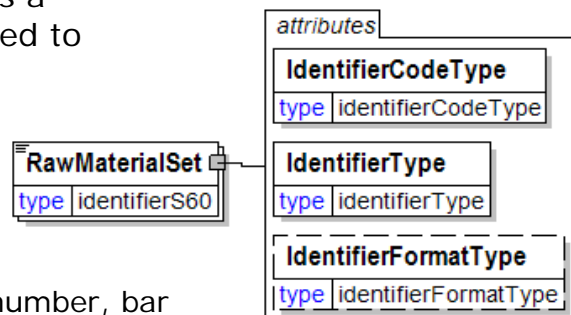 s a
ed to
attributes
IdentifierCodeType
type identifierCodeType
RawMaterialSet
type identifierS60
IdentifierType
type identifierType
IdentifierFormatType
type identifierFormatType
number, bar